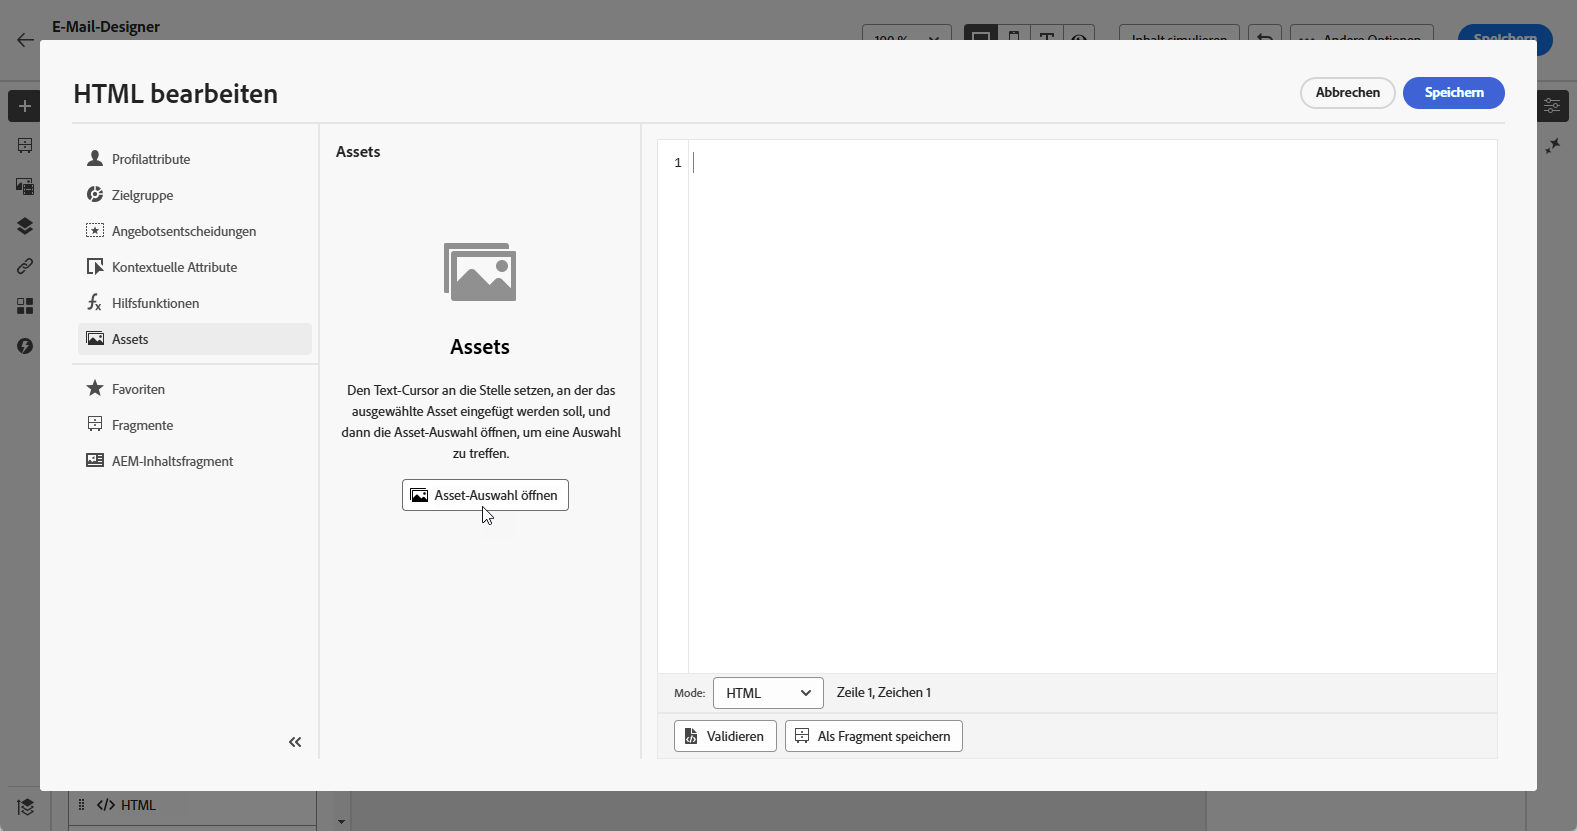 E-Mail-Designer
100 %
Inhalt simulieren
Andere Optionen
Speichern
HTML bearbeiten
Abbrechen
Speichern
Profilattribute
Zielgruppe
Angebotsentscheidungen
Kontextuelle Attribute
Hilfsfunktionen
Assets
Favoriten
Fragmente
AEM-Inhaltsfragment
Assets
Assets
Den Text-Cursor an die Stelle setzen, an der das
ausgewählte Asset eingefügt werden soll, und
dann die Asset-Auswahl öffnen, um eine Auswahl
zu treffen.
Asset-Auswahl öffnen
1
Mode:
HTML
Zeile 1, Zeichen 1
Validieren
Als Fragment speichern
HTML